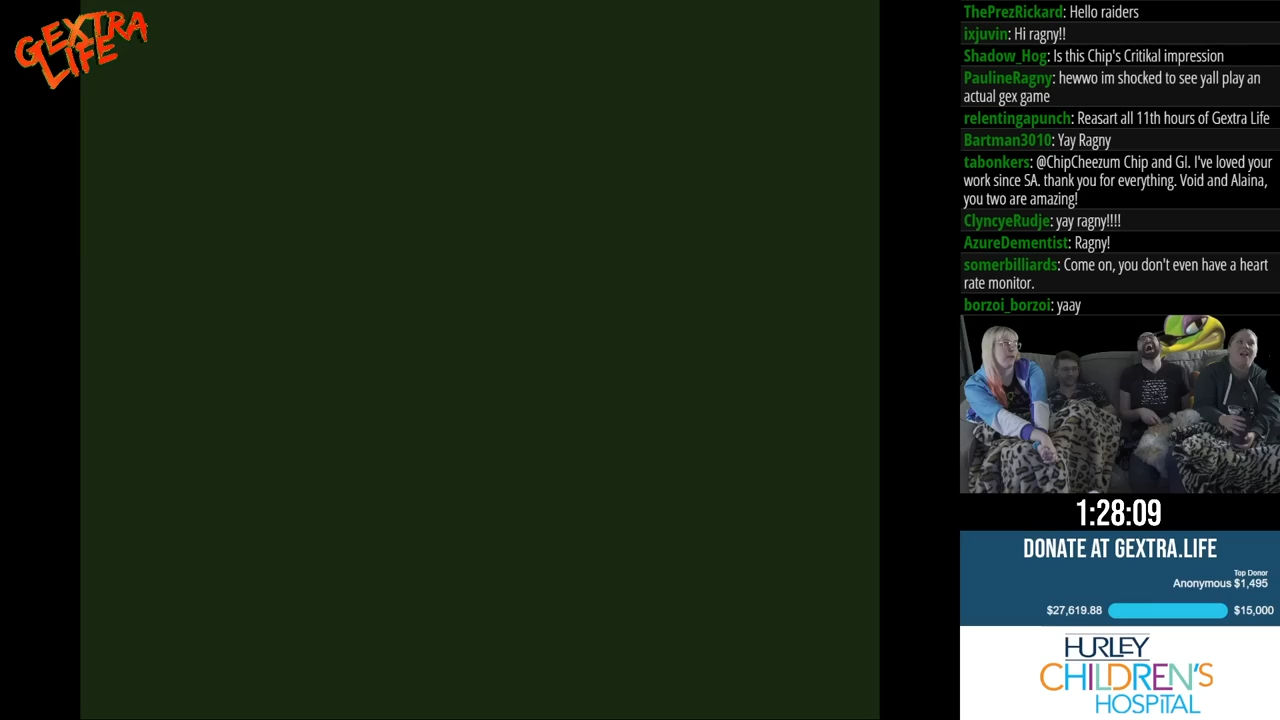 GEXTRA
LIFE
ThePrezRickard: Hello raiders
ixjuvin: Hi ragny!!
Shadow_Hog: Is this Chip's Critikal impression
PaulineRagny: hewwo im shocked to see yall play an
actual gex game
relentingapunch: Reasart all 11th hours of Gextra Life
Bartman3010: Yay Ragny
tabonkers: @ChipCheezum Chip and GI. I've loved your
work since SA. thank you for everything. Void and Alaina,
you two are amazing!
ClyncyeRudje: yay ragny!!!!
AzureDementist: Ragny!
somerbilliards: Come on, you don't even have a heart
rate monitor.
borzoi_borzoi: yaay
1:28:09
DONATE AT GEXTRA.LIFE
Top Donor
Anonymous $1,495
$27,619.88 $15,000
HURLEY
CHILDREN'S
HOSPITAL